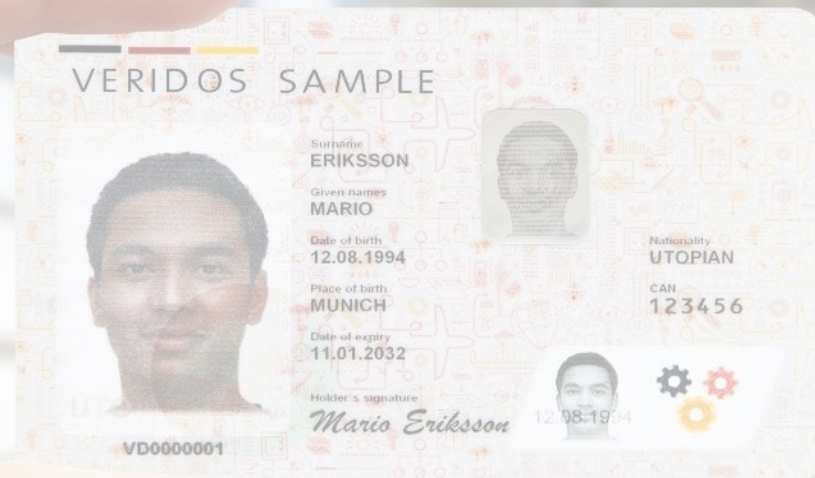 VERIDOS SAMPLE
Surname
ERIKSSON
Given names
MARIO
Date of birth
12.08.1994
Place of birth
MUNICH
Date of expiry
11.01.2032
Holder's signature
Mario Eriksson
Nationality
UTOPIAN
CAN
123456
12.08.1994
UTO
VD0000001